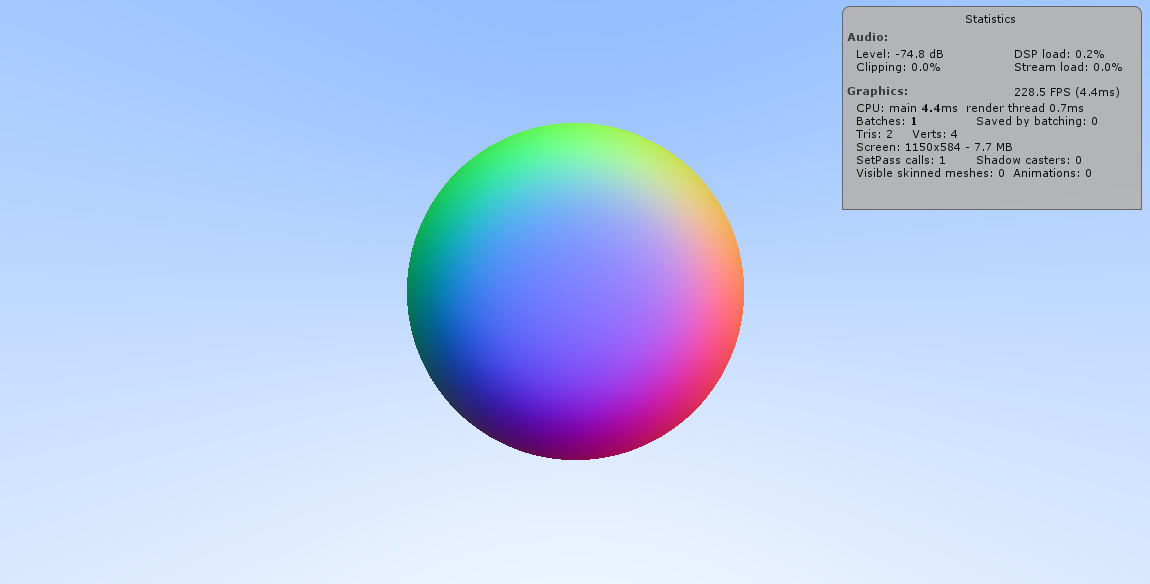 Statistics
Audio:
Level: -74.8 dB DSP load: 0.2%
Clipping: 0.0% Stream load: 0.0%
Graphics: 228.5 FPS (4.4ms)
CPU: main 4.4ms render thread 0.7ms
Batches: 1 Saved by batching: 0
Tris: 2 Verts: 4
Screen: 1150x584 - 7.7 MB
SetPass calls: 1 Shadow casters: 0
Visible skinned meshes: 0 Animations: 0